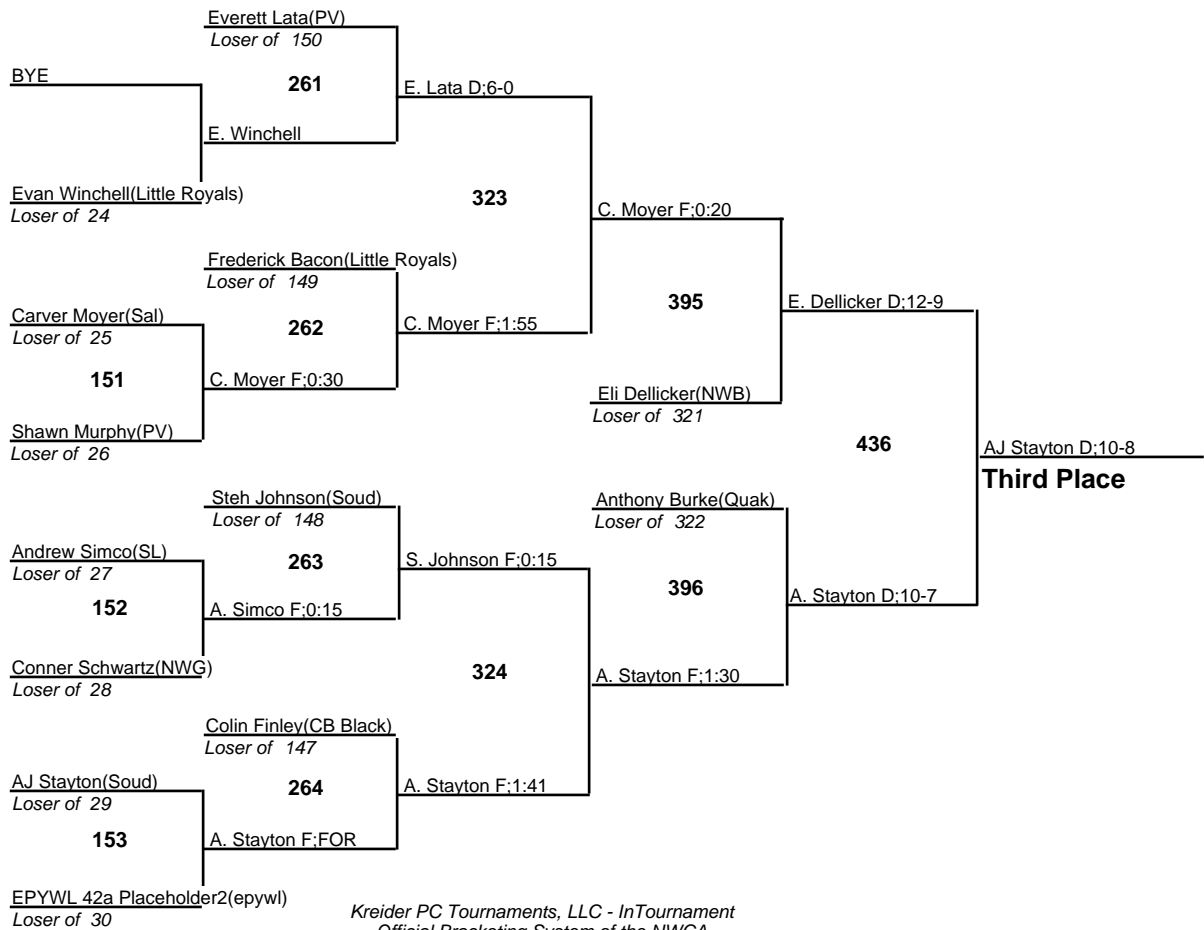 Everett Lata(PV)
Loser of 150
BYE
261
E. Lata D;6-0
E. Winchell
Evan Winchell(Little Royals)
Loser of 24
323
C. Moyer F;0:20
Frederick Bacon(Little Royals)
Loser of 149
Carver Moyer(Sal)
Loser of 25
262
C. Moyer F;1:55
395
E. Dellicker D;12-9
151
C. Moyer F;0:30
Eli Dellicker(NWB)
Loser of 321
Shawn Murphy(PV)
Loser of 26
436
AJ Stayton D;10-8
Third Place
Steh Johnson(Soud)
Loser of 148
Anthony Burke(Quak)
Loser of 322
Andrew Simco(SL)
Loser of 27
263
S. Johnson F;0:15
396
152
A. Simco F;0:15
A. Stayton D;10-7
Conner Schwartz(NWG)
Loser of 28
324
A. Stayton F;1:30
Colin Finley(CB Black)
Loser of 147
AJ Stayton(Soud)
Loser of 29
264
A. Stayton F;1:41
153
A. Stayton F;FOR
EPYWL 42a Placeholder2(epywl)
Loser of 30
Kreider PC Tournaments, LLC - InTournament
Official Bracketing System of the NWCA